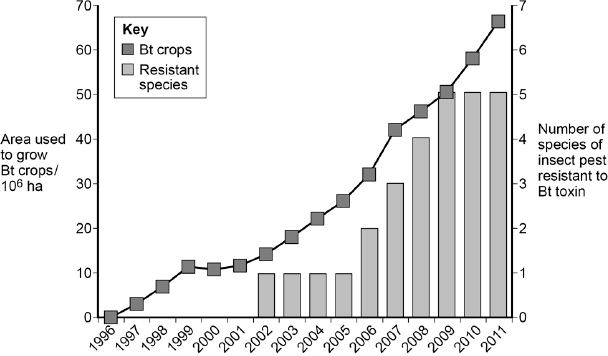 Key
Bt crops
Resistant
species
Area used
to grow
Bt crops/
10⁶ ha
70
60
50
40
30
20
10
0
7
6
5
4
3
2
1
0
Number of
species of
insect pest
resistant to
Bt toxin
1996
1997
1998
1999
2000
2001
2002
2003
2004
2005
2006
2007
2008
2009
2010
2011